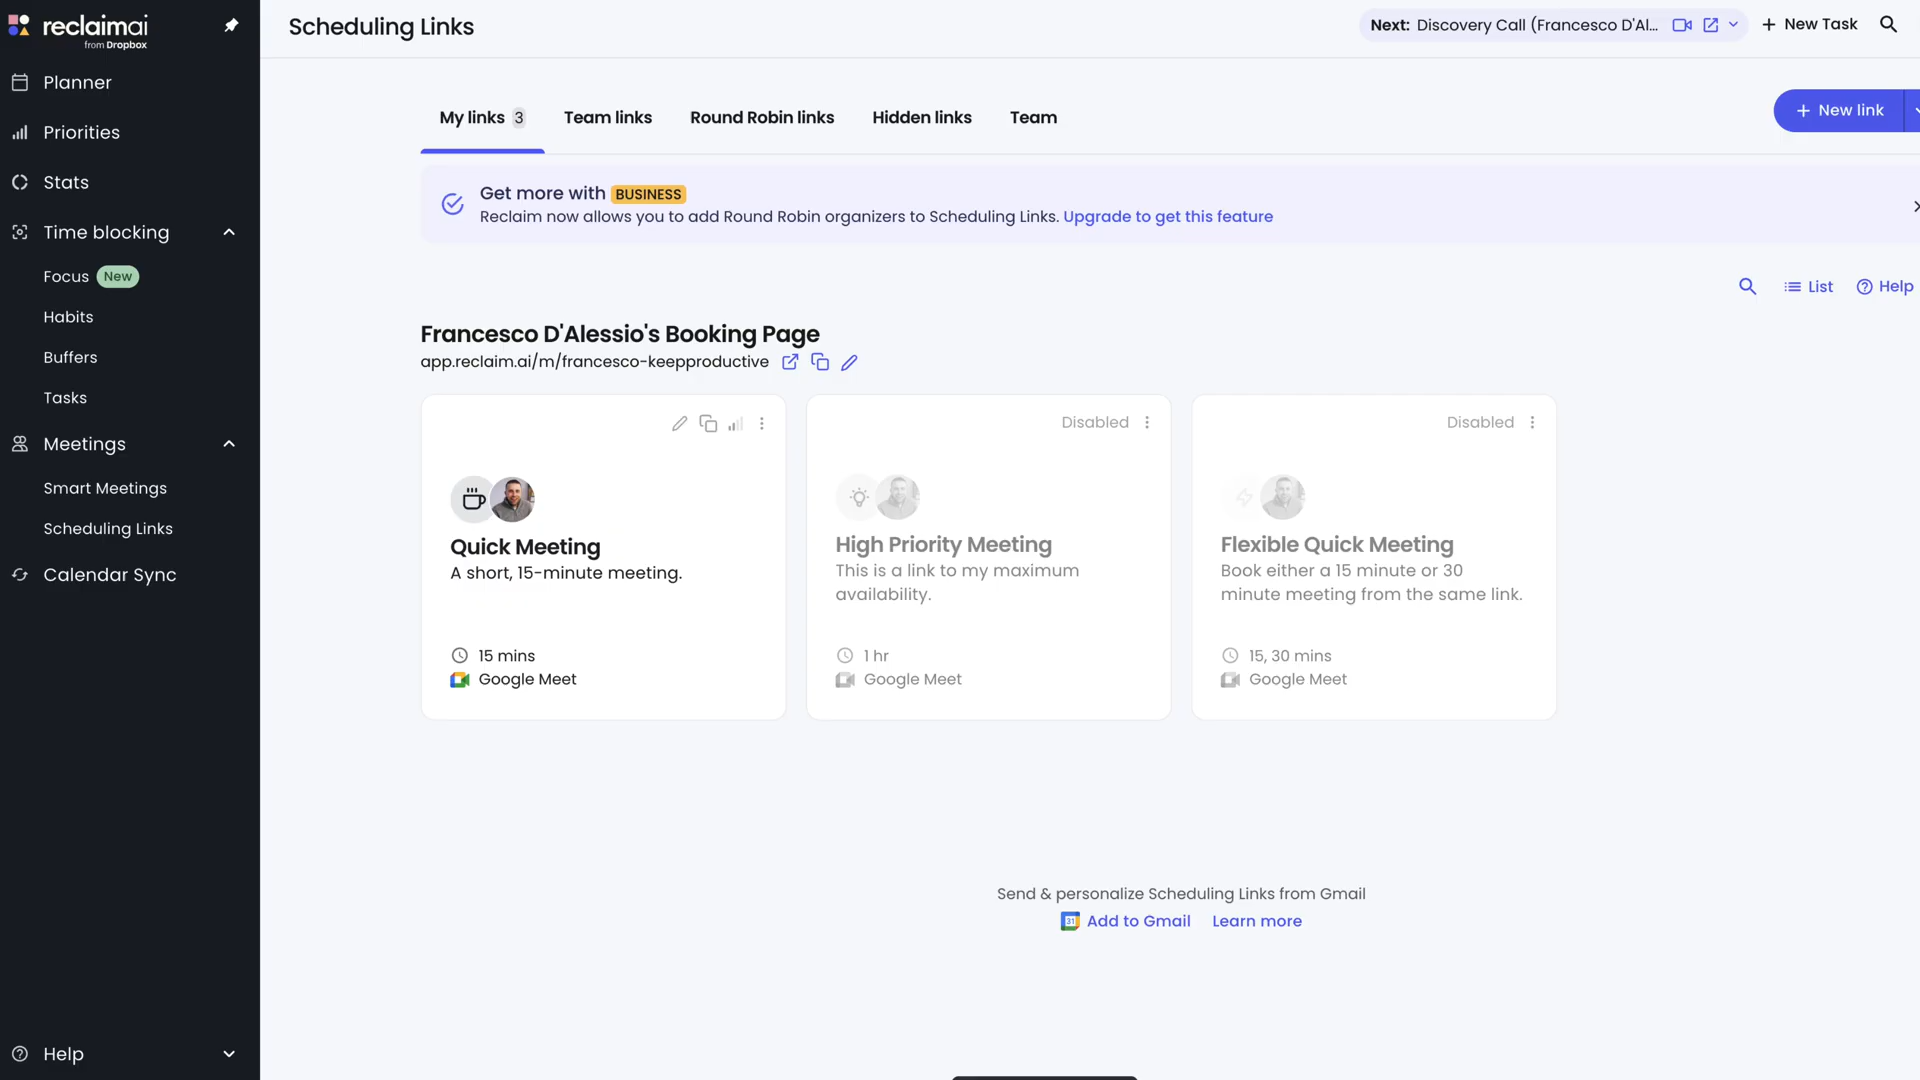 reclaimai
from Dropbox
Planner
Priorities
Stats
Time blocking
Focus New
Habits
Buffers
Tasks
Meetings
Smart Meetings
Scheduling Links
Calendar Sync
Help
Scheduling Links
Next: Discovery Call (Francesco D'Al...
+ New Task
My links 3
Team links
Round Robin links
Hidden links
Team
+ New link
Get more with BUSINESS
Reclaim now allows you to add Round Robin organizers to Scheduling Links. Upgrade to get this feature
List
Help
Francesco D'Alessio's Booking Page
app.reclaim.ai/m/francesco-keepproductive
Quick Meeting
A short, 15-minute meeting.
15 mins
Google Meet
Disabled
High Priority Meeting
This is a link to my maximum
availability.
1 hr
Google Meet
Disabled
Flexible Quick Meeting
Book either a 15 minute or 30
minute meeting from the same link.
15, 30 mins
Google Meet
Send & personalize Scheduling Links from Gmail
31 Add to Gmail Learn more